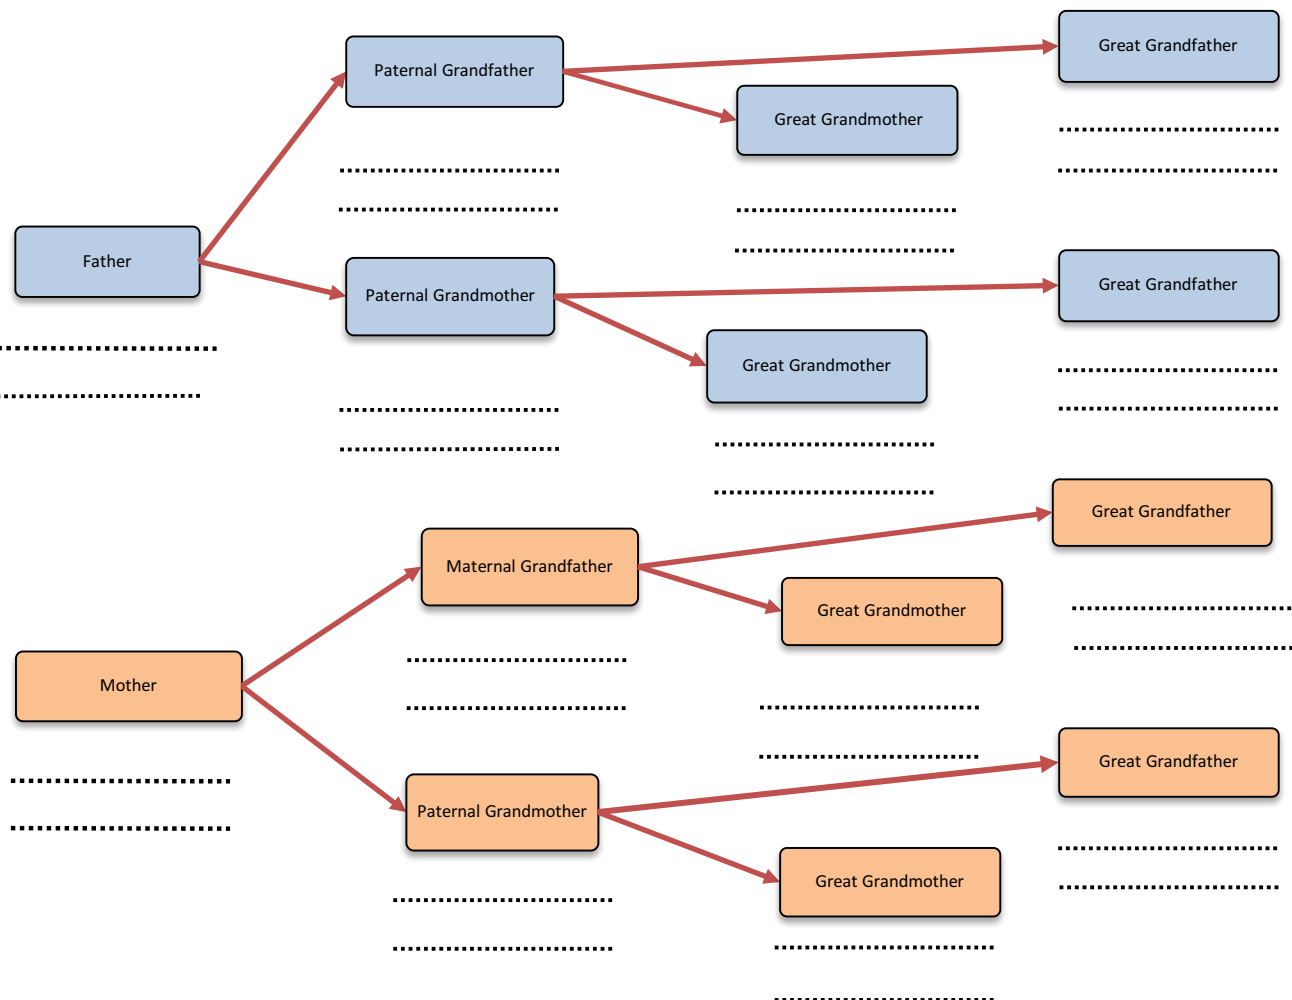 Great Grandfather
Paternal Grandfather
Great Grandmother
Father
Paternal Grandmother
Great Grandfather
Great Grandmother
Great Grandfather
Maternal Grandfather
Great Grandmother
Mother
Great Grandfather
Paternal Grandmother
Great Grandmother